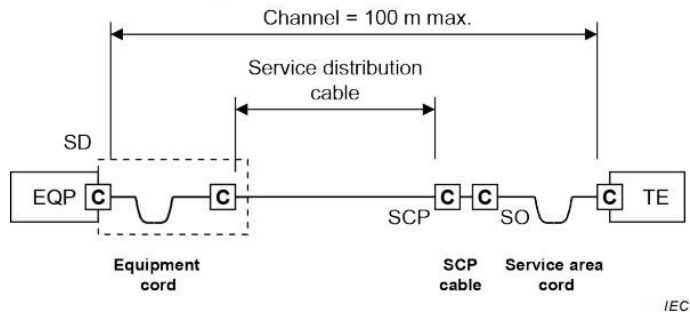 Channel = 100 m max.
Service distribution
cable
SD
EQP
C
C
SCP
C
C
SO
C
TE
Equipment
cord
SCP
cable
Service area
cord
IEC